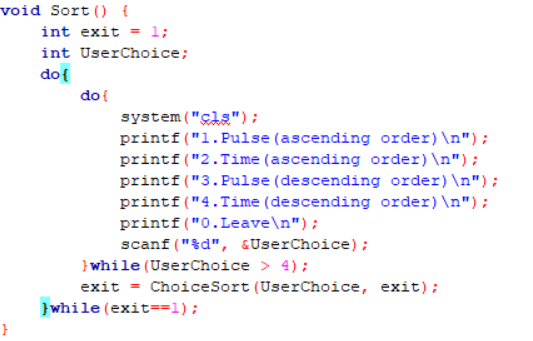 void Sort() {
    int exit = 1;
    int UserChoice;
    do{
        do{
            system("cls");
            printf("1.Pulse(ascending order)\n");
            printf("2.Time(ascending order)\n");
            printf("3.Pulse(descending order)\n");
            printf("4.Time(descending order)\n");
            printf("0.Leave\n");
            scanf("%d", &UserChoice);
        }while(UserChoice > 4);
        exit = ChoiceSort(UserChoice, exit);
    }while(exit==1);
}